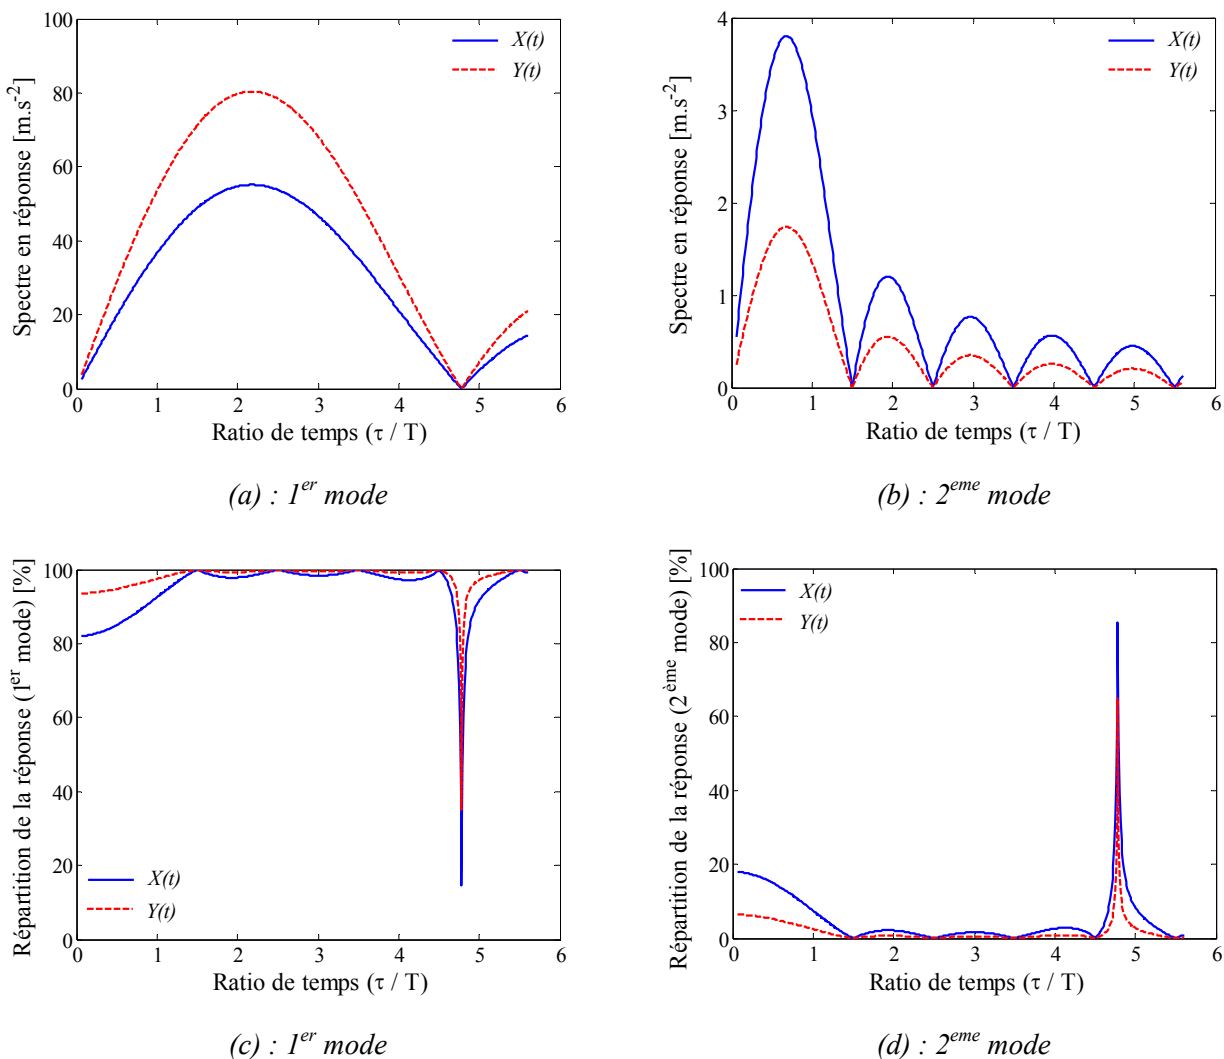 100
80
60
40
20
0
0 1 2 3 4 5 6
Spectre en réponse [m.s-2]
Ratio de temps (τ / T)
X(t)
Y(t)
(a) : 1er mode
4
3
2
1
0
0 1 2 3 4 5 6
Spectre en réponse [m.s-2]
Ratio de temps (τ / T)
X(t)
Y(t)
(b) : 2eme mode
100
80
60
40
20
0
0 1 2 3 4 5 6
Répartition de la réponse (1er mode) [%]
Ratio de temps (τ / T)
X(t)
Y(t)
(c) : 1er mode
100
80
60
40
20
0
0 1 2 3 4 5 6
Répartition de la réponse (2ème mode) [%]
Ratio de temps (τ / T)
X(t)
Y(t)
(d) : 2eme mode